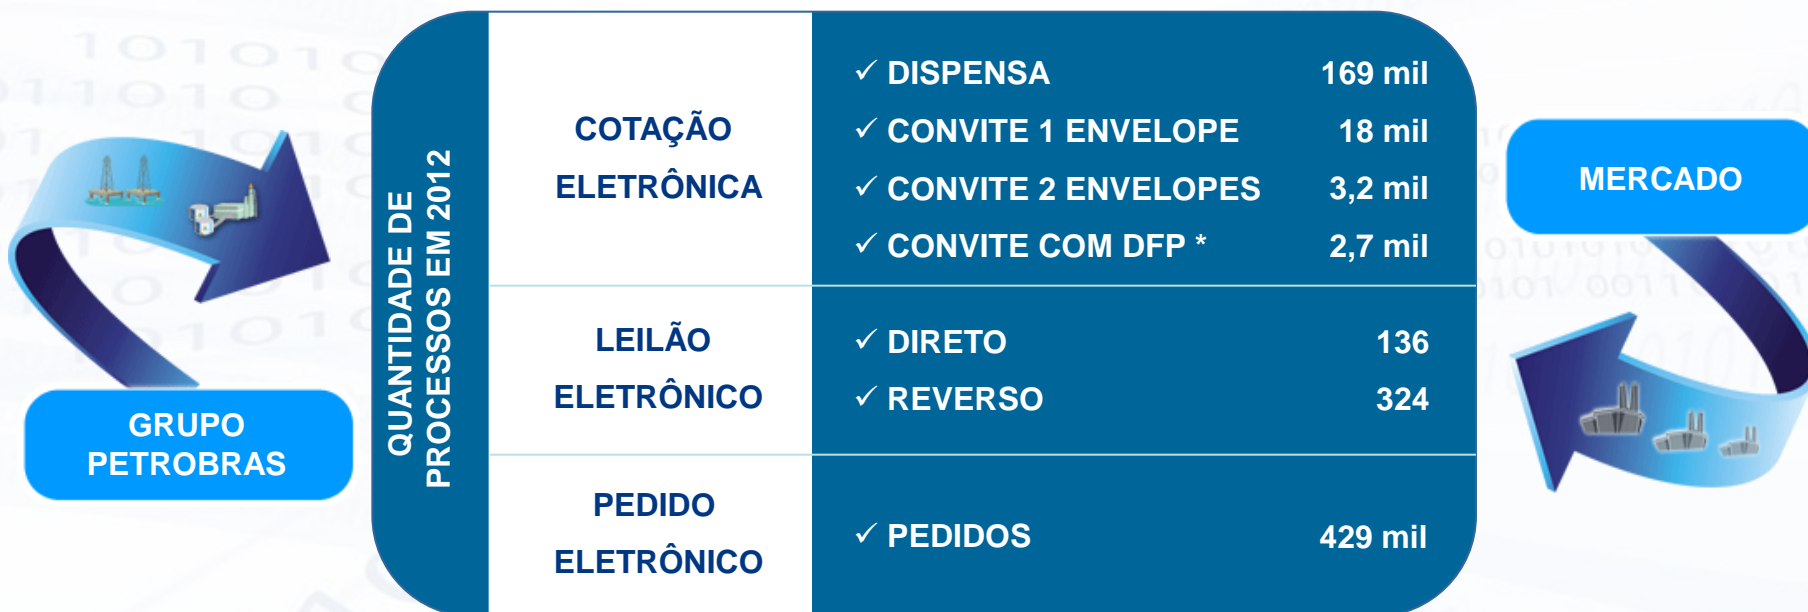 QUANTIDADE DE
PROCESSOS EM 2012
COTAÇÃO
ELETRÔNICA
✓ DISPENSA 169 mil
✓ CONVITE 1 ENVELOPE 18 mil
✓ CONVITE 2 ENVELOPES 3,2 mil
✓ CONVITE COM DFP * 2,7 mil
LEILÃO
ELETRÔNICO
✓ DIRETO 136
✓ REVERSO 324
PEDIDO
ELETRÔNICO
✓ PEDIDOS 429 mil
GRUPO
PETROBRAS
MERCADO